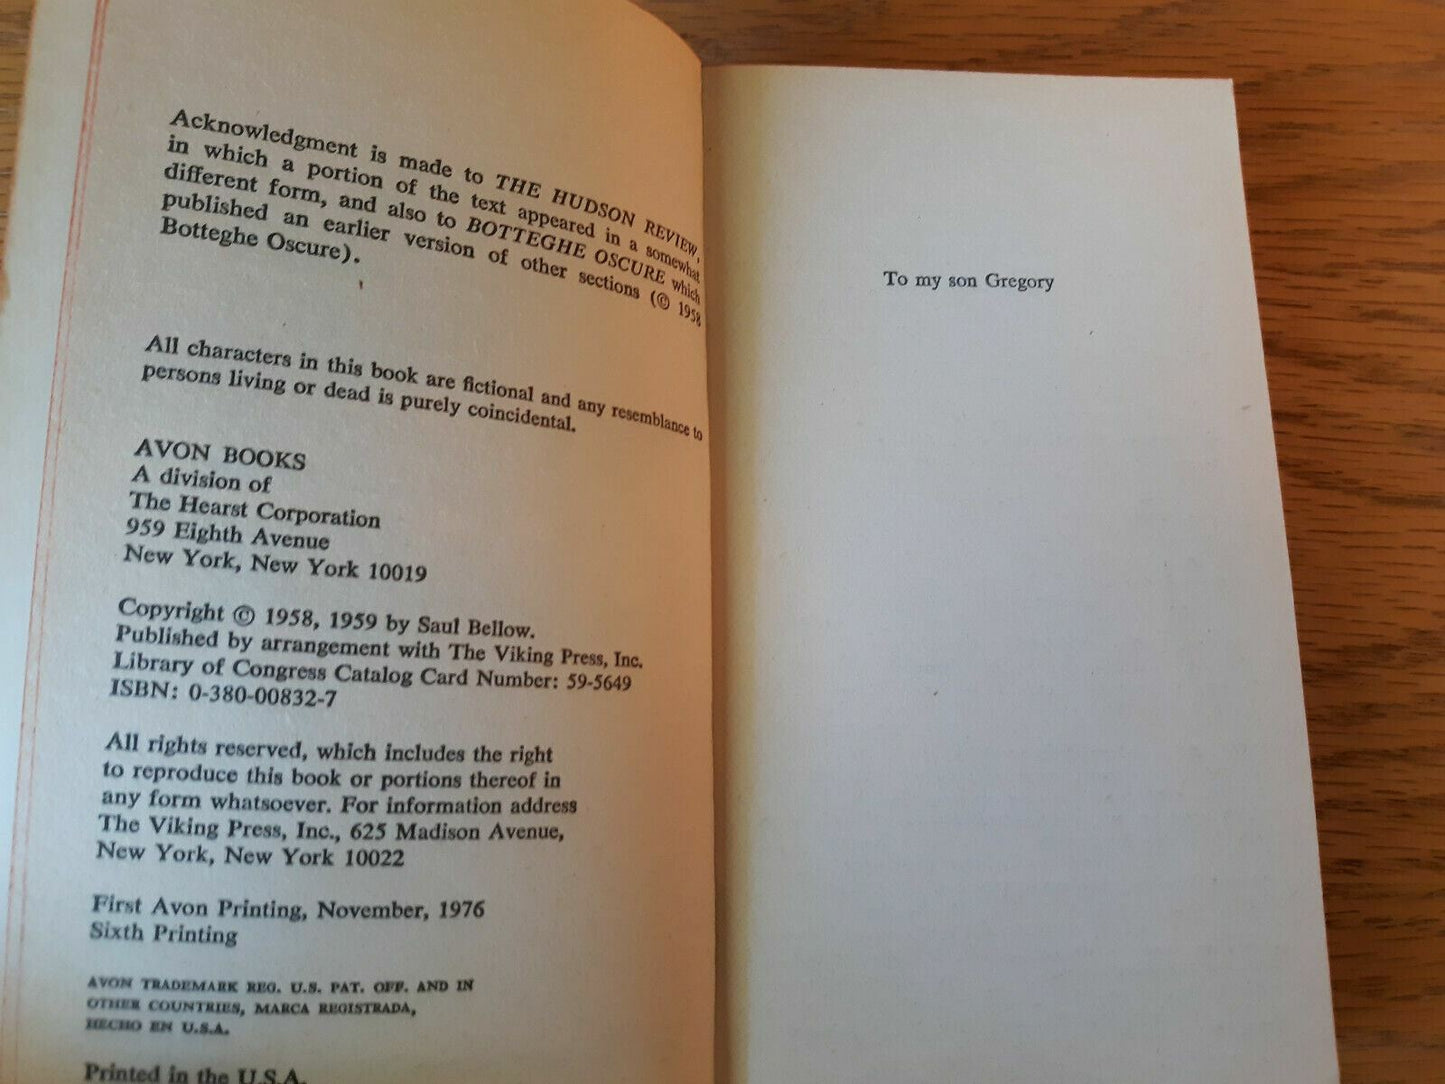 Acknowledgment is made to THE HUDSON REVIEW,
in which a portion of the text appeared in a somewhat
different form, and also to BOTTEGHE OSCURE which
published an earlier version of other sections (© 1958
Botteghe Oscure).
All characters in this book are fictional and any resemblance to
persons living or dead is purely coincidental.
AVON BOOKS
A division of
The Hearst Corporation
959 Eighth Avenue
New York, New York 10019
Copyright © 1958, 1959 by Saul Bellow.
Published by arrangement with The Viking Press, Inc.
Library of Congress Catalog Card Number: 59-5649
ISBN: 0-380-00832-7
All rights reserved, which includes the right
to reproduce this book or portions thereof in
any form whatsoever. For information address
The Viking Press, Inc., 625 Madison Avenue,
New York, New York 10022
First Avon Printing, November, 1976
Sixth Printing
AVON TRADEMARK REG. U.S. PAT. OFF. AND IN
OTHER COUNTRIES, MARCA REGISTRADA,
HECHO EN U.S.A.
Printed in the U.S.A.
To my son Gregory